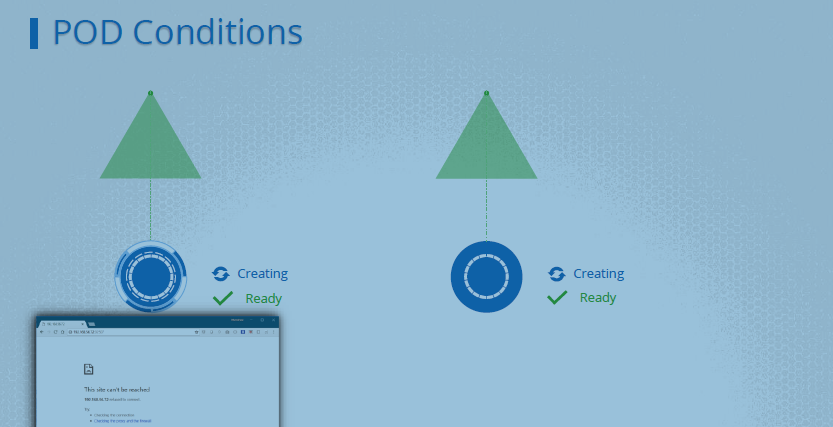 POD Conditions
Creating
Ready
Creating
Ready
This site can't be reached
Try:
Checking the connection
Checking the proxy and the firewall